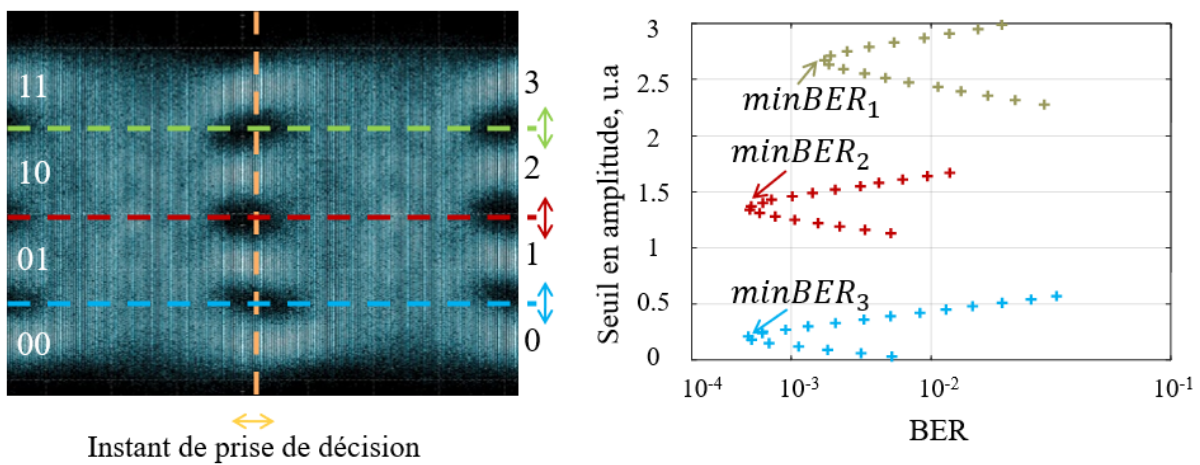 11
10
01
00
3
2
1
0
Instant de prise de décision
Seuil en amplitude, u.a
3
2.5
2
1.5
1
0.5
0
minBER₁
minBER₂
minBER₃
10⁻⁴ 10⁻³ 10⁻² 10⁻¹
BER